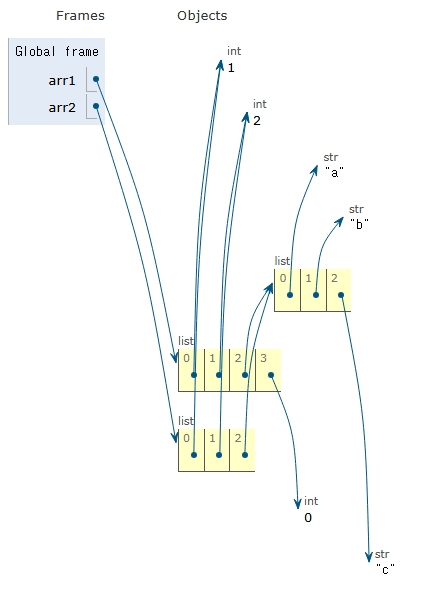 Frames Objects
Global frame
arr1
arr2
int
1
int
2
str
"a"
str
"b"
list
0 1 2
list
0 1 2 3
list
0 1 2
int
0
str
"c"